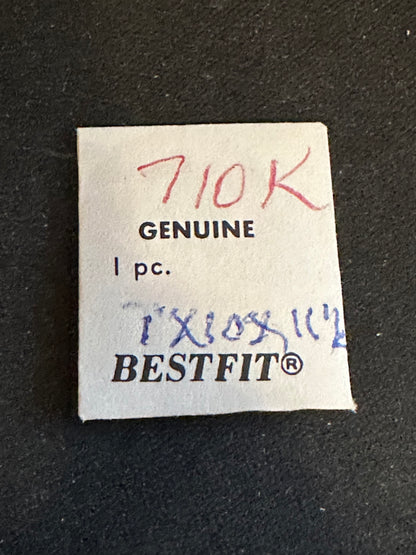 710K
GENUINE
1 pc.
BESTFIT®